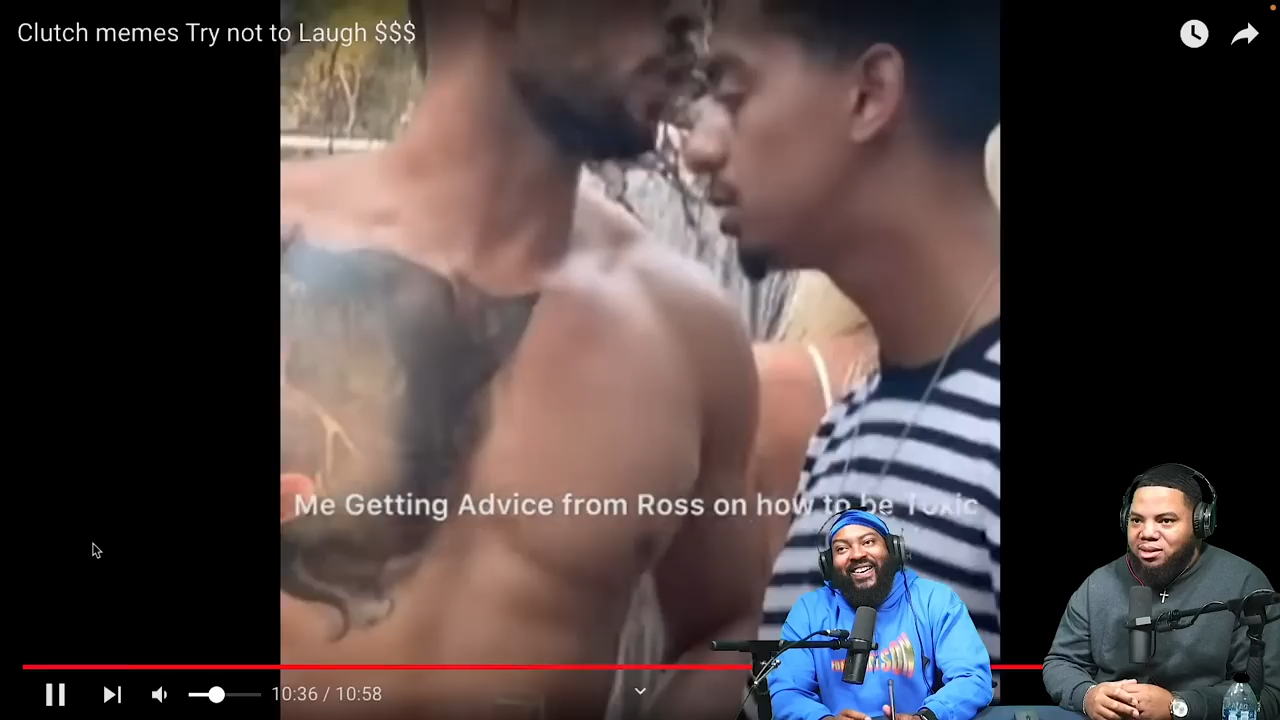 Clutch memes Try not to Laugh $$$
Me Getting Advice from Ross on how to be Toxic
10:36 / 10:58